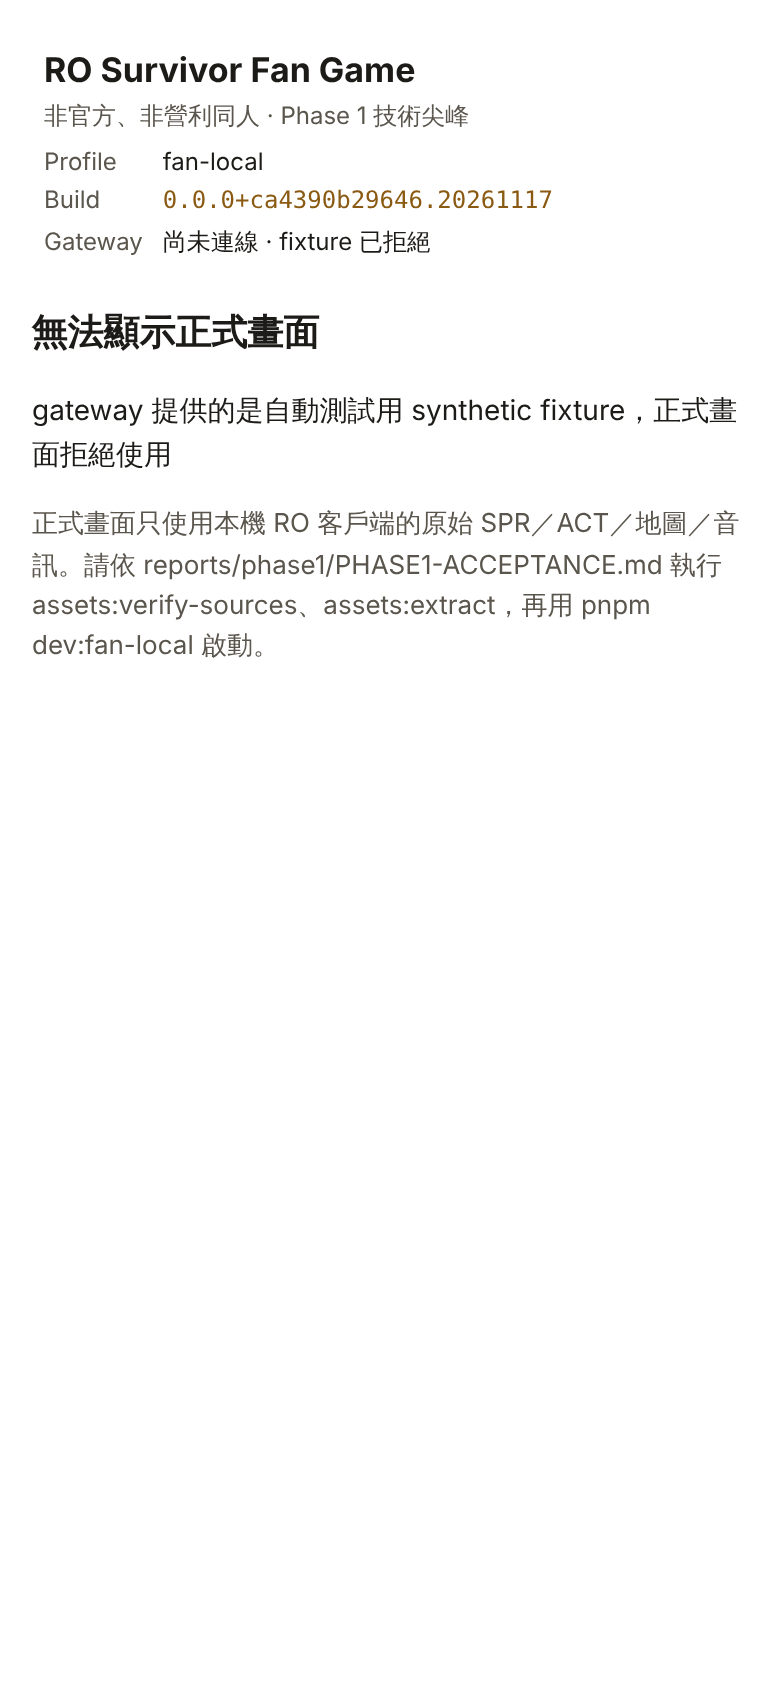 RO Survivor Fan Game
非官方、非營利同人 · Phase 1 技術尖峰
Profile fan-local
Build 0.0.0+ca4390b29646.20261117
Gateway 尚未連線 · fixture 已拒絕
無法顯示正式畫面
gateway 提供的是自動測試用 synthetic fixture，正式畫
面拒絕使用
正式畫面只使用本機 RO 客戶端的原始 SPR／ACT／地圖／音
訊。請依 reports/phase1/PHASE1-ACCEPTANCE.md 執行
assets:verify-sources、assets:extract，再用 pnpm
dev:fan-local 啟動。